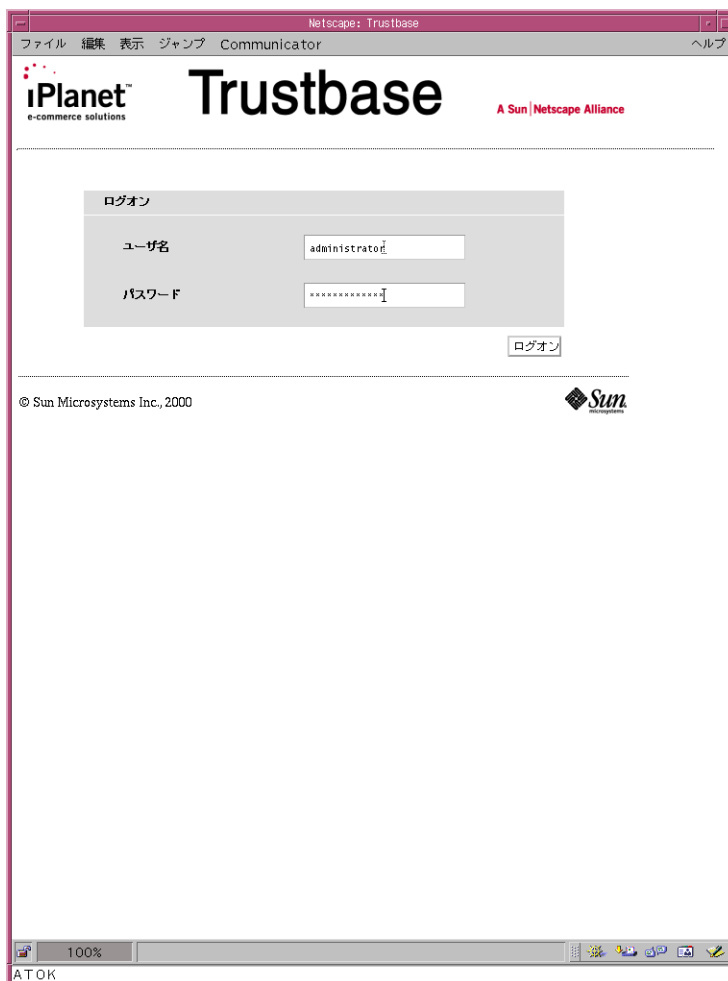 Netscape: Trustbase
ファイル 編集 表示 ジャンプ Communicator ヘルプ
iPlanet™
e-commerce solutions
Trustbase
A Sun|Netscape Alliance
ログオン
ユーザ名 administrator
パスワード *************
ログオン
© Sun Microsystems Inc., 2000
Sun
microsystems
100%
ATOK